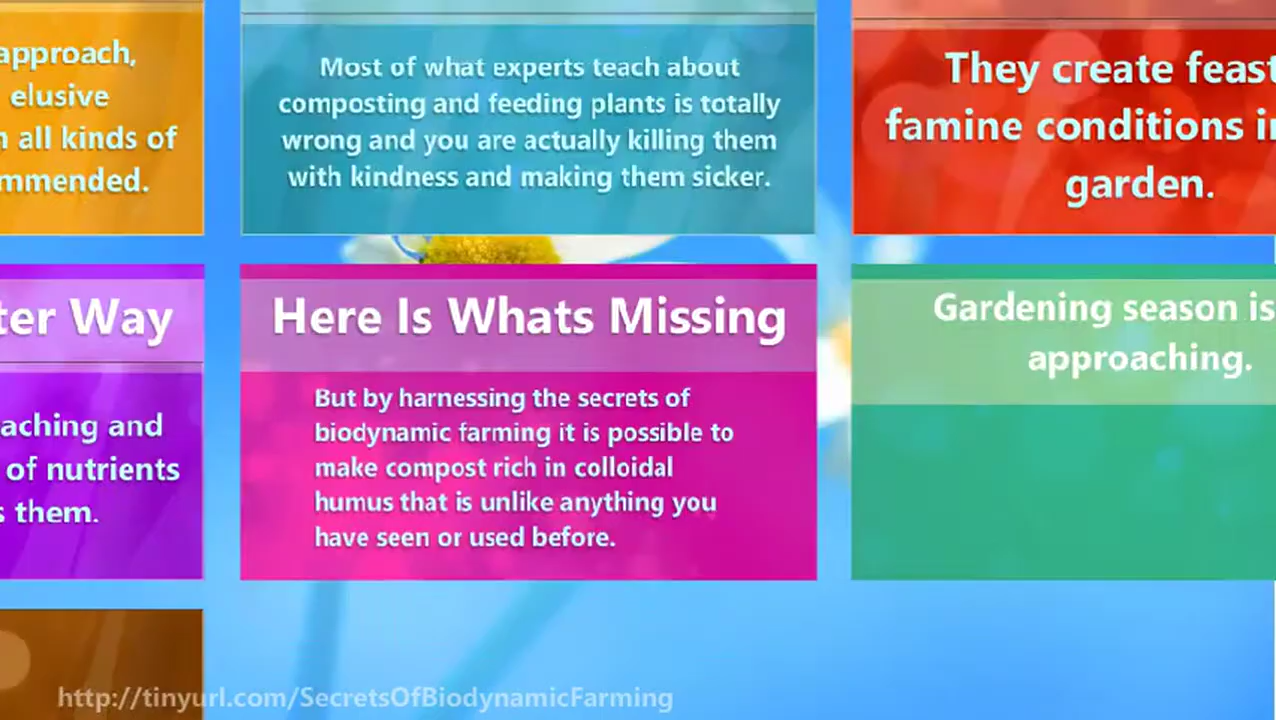 approach,
elusive
all kinds of
Most of what experts teach about
composting and feeding plants is totally
wrong and you are actually killing them
with kindness and making them sicker.
They create feast
famine conditions
garden.
Way
and
of nutrients
them.
Here Is Whats Missing
But by harnessing the secrets of
biodynamic farming it is possible to
make compost rich in colloidal
humus that is unlike anything you
have seen or used before.
Gardening season is
approaching.
http://tinyurl.com/SecretsOfBiodynamicFarming